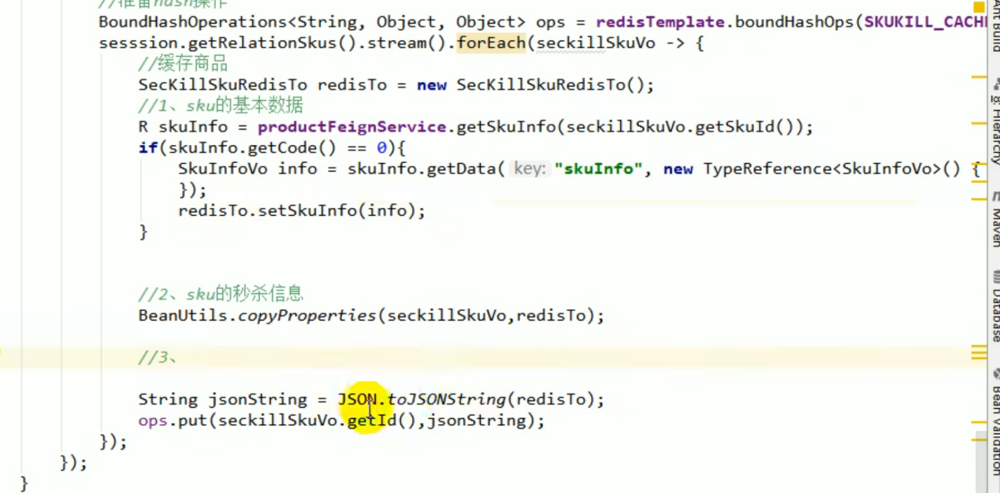 //准备hash操作
BoundHashOperations<String, Object, Object> ops = redisTemplate.boundHashOps(SKUKILL_CACH
sesssion.getRelationSkus().stream().forEach(seckillSkuVo -> {
//缓存商品
SecKillSkuRedisTo redisTo = new SecKillSkuRedisTo();
//1、sku的基本数据
R skuInfo = productFeignService.getSkuInfo(seckillSkuVo.getSkuId());
if(skuInfo.getCode() == 0){
SkuInfoVo info = skuInfo.getData( key: "skuInfo", new TypeReference<SkuInfoVo>() {
});
redisTo.setSkuInfo(info);
}
//2、sku的秒杀信息
BeanUtils.copyProperties(seckillSkuVo,redisTo);
//3、
String jsonString = JSON.toJSONString(redisTo);
ops.put(seckillSkuVo.getId(),jsonString);
});
});
}
Ant Build
Hierarchy
Maven
Database
Bean Validation